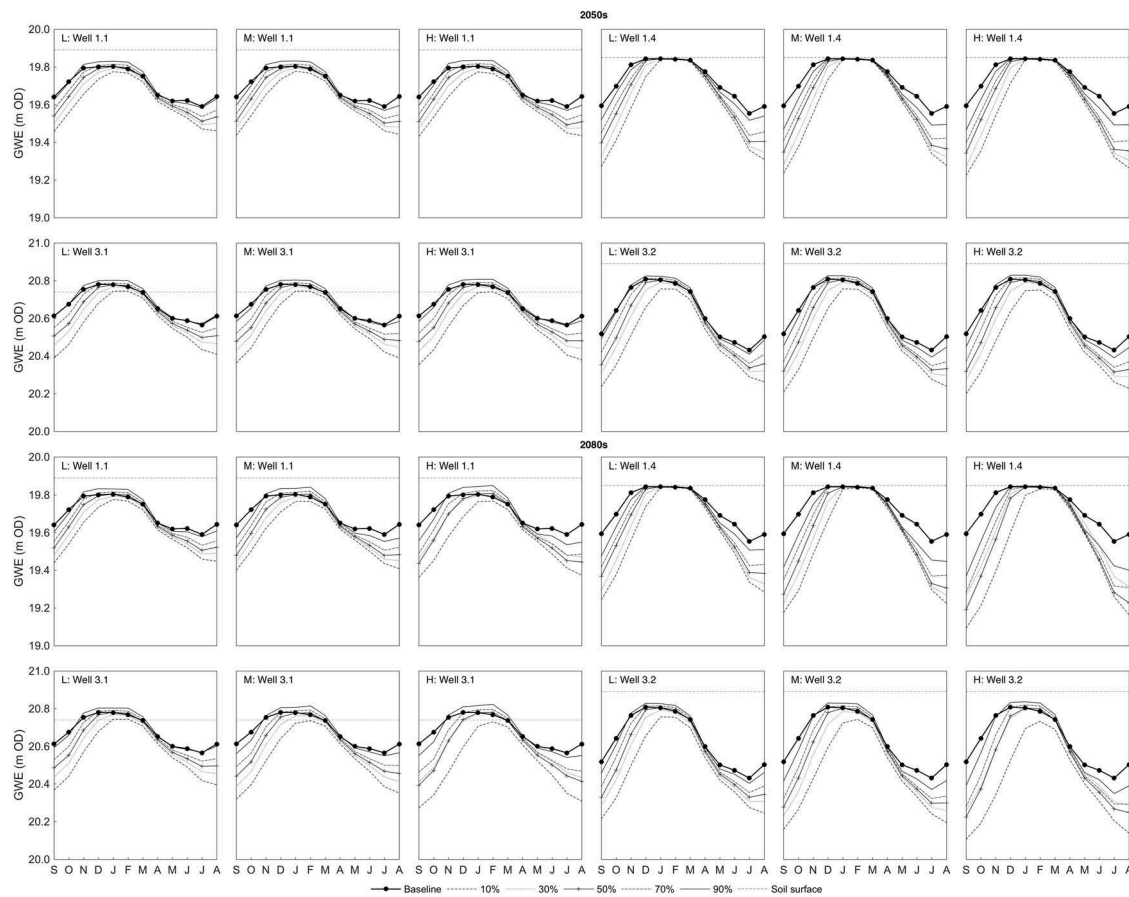 2050s
20.0 L: Well 1.1 M: Well 1.1 H: Well 1.1 L: Well 1.4 M: Well 1.4 H: Well 1.4
19.8
19.6
19.4
19.2
19.0
GWE (m OD)
21.0 L: Well 3.1 M: Well 3.1 H: Well 3.1 L: Well 3.2 M: Well 3.2 H: Well 3.2
20.8
20.6
20.4
20.2
20.0
GWE (m OD)
2080s
20.0 L: Well 1.1 M: Well 1.1 H: Well 1.1 L: Well 1.4 M: Well 1.4 H: Well 1.4
19.8
19.6
19.4
19.2
19.0
GWE (m OD)
21.0 L: Well 3.1 M: Well 3.1 H: Well 3.1 L: Well 3.2 M: Well 3.2 H: Well 3.2
20.8
20.6
20.4
20.2
20.0
GWE (m OD)
S O N D J F M A M J J A S O N D J F M A M J J A S O N D J F M A M J J A S O N D J F M A M J J A S O N D J F M A M J J A S O N D J F M A M J J A
Baseline 10% 30% 50% 70% 90% Soil surface